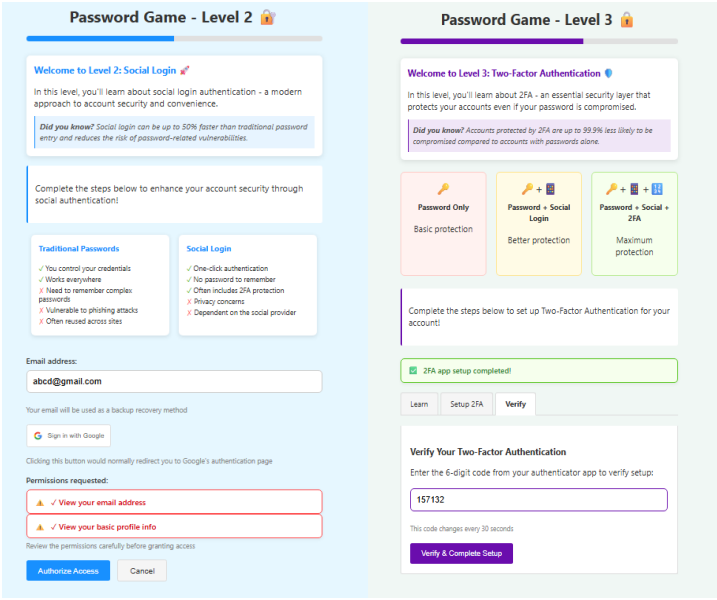 Password Game - Level 2 🔐
Welcome to Level 2: Social Login 🚀
In this level, you'll learn about social login authentication - a modern
approach to account security and convenience.
Did you know? Social login can be up to 50% faster than traditional password
entry and reduces the risk of password-related vulnerabilities.
Complete the steps below to enhance your account security through
social authentication!
Traditional Passwords
✓ You control your credentials
✓ Works everywhere
✗ Need to remember complex
passwords
✗ Vulnerable to phishing attacks
✗ Often reused across sites
Social Login
✓ One-click authentication
✓ No password to remember
✓ Often includes 2FA protection
✗ Privacy concerns
✗ Dependent on the social provider
Email address:
abcd@gmail.com
Your email will be used as a backup recovery method
Sign in with Google
Clicking this button would normally redirect you to Google's authentication page
Permissions requested:
⚠️ ✓ View your email address
⚠️ ✓ View your basic profile info
Review the permissions carefully before granting access
Authorize Access
Cancel
Password Game - Level 3 🔒
Welcome to Level 3: Two-Factor Authentication 🛡️
In this level, you'll learn about 2FA - an essential security layer that
protects your accounts even if your password is compromised.
Did you know? Accounts protected by 2FA are up to 99.9% less likely to be
compromised compared to accounts with passwords alone.
🔑
Password Only
Basic protection
🔑 + 📱
Password + Social
Login
Better protection
🔑 + 📱 + 🔢
Password + Social +
2FA
Maximum
protection
Complete the steps below to set up Two-Factor Authentication for your
account!
✅ 2FA app setup completed!
Learn
Setup 2FA
Verify
Verify Your Two-Factor Authentication
Enter the 6-digit code from your authenticator app to verify setup:
157132
This code changes every 30 seconds
Verify & Complete Setup